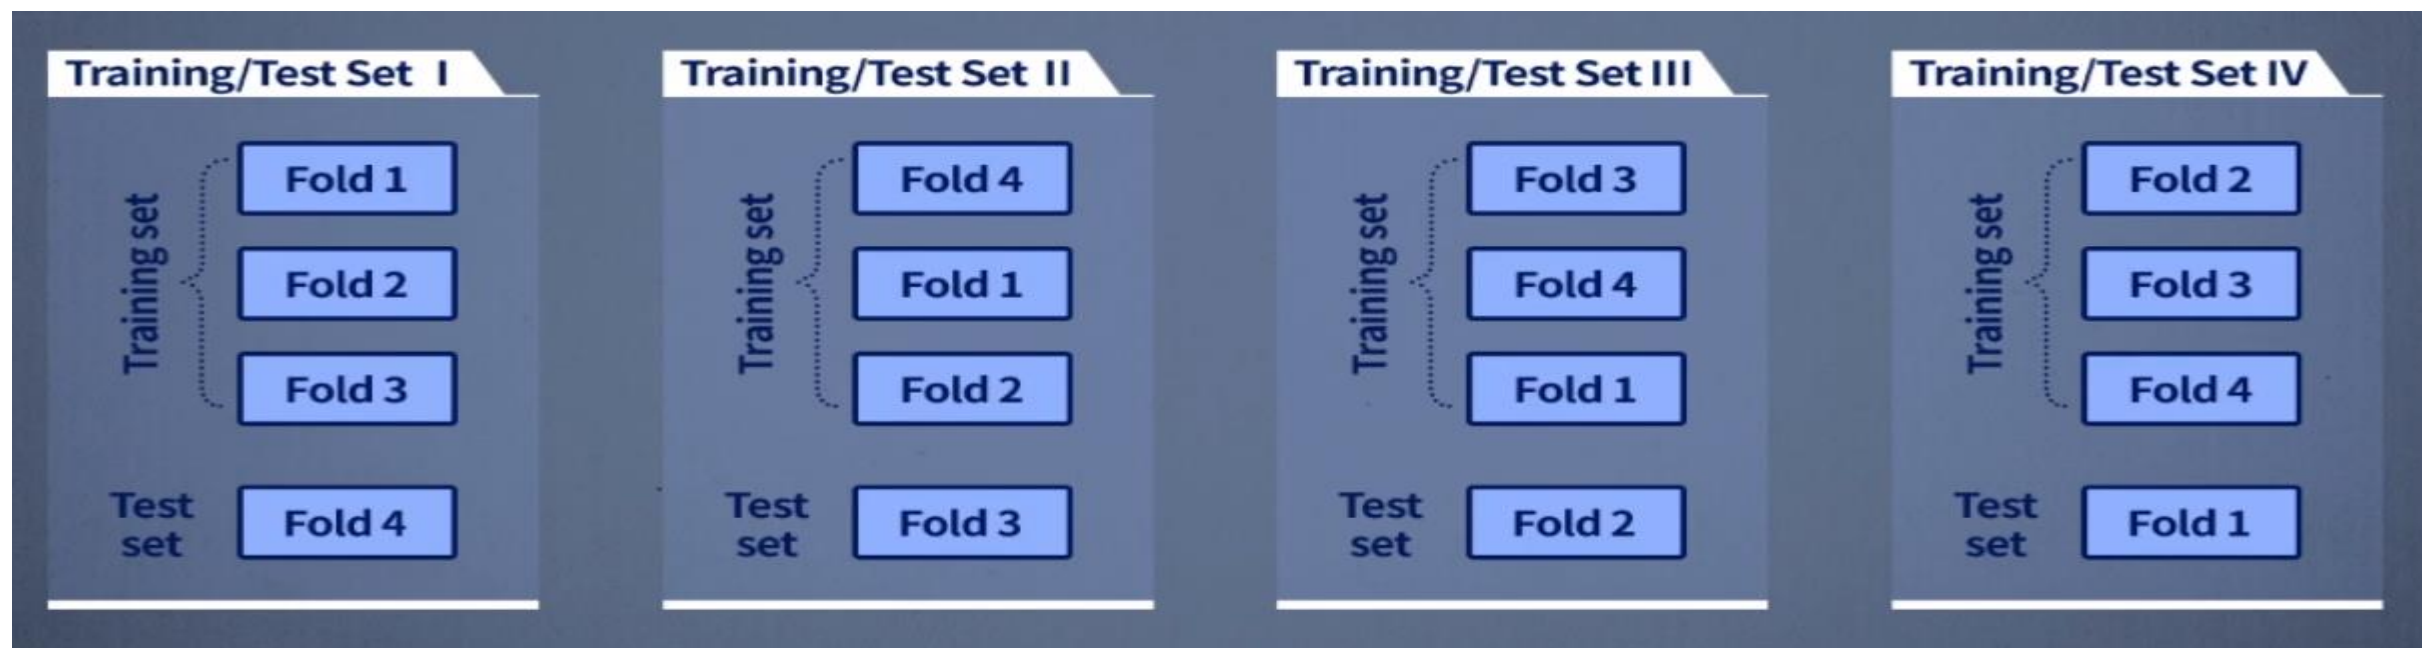 Training/Test Set I
Training set
Fold 1
Fold 2
Fold 3
Test
set
Fold 4
Training/Test Set II
Training set
Fold 4
Fold 1
Fold 2
Test
set
Fold 3
Training/Test Set III
Training set
Fold 3
Fold 4
Fold 1
Test
set
Fold 2
Training/Test Set IV
Training set
Fold 2
Fold 3
Fold 4
Test
set
Fold 1